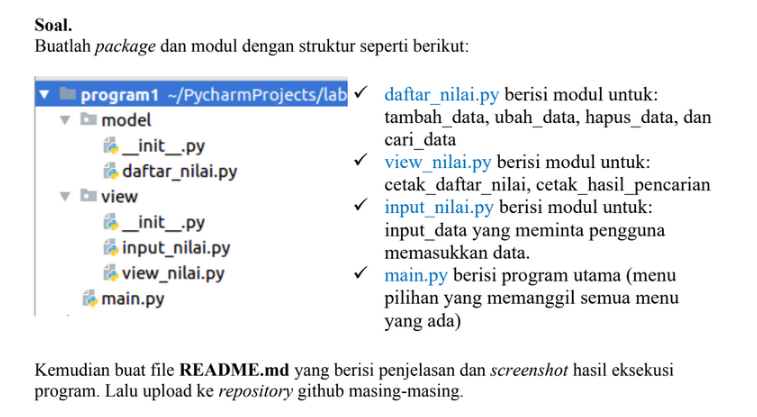 Soal.
Buatlah package dan modul dengan struktur seperti berikut:
program1 ~/PycharmProjects/lab
model
__init__.py
daftar_nilai.py
view
__init__.py
input_nilai.py
view_nilai.py
main.py
✓ daftar_nilai.py berisi modul untuk:
tambah_data, ubah_data, hapus_data, dan
cari_data
✓ view_nilai.py berisi modul untuk:
cetak_daftar_nilai, cetak_hasil_pencarian
✓ input_nilai.py berisi modul untuk:
input_data yang meminta pengguna
memasukkan data.
✓ main.py berisi program utama (menu
pilihan yang memanggil semua menu
yang ada)
Kemudian buat file README.md yang berisi penjelasan dan screenshot hasil eksekusi
program. Lalu upload ke repository github masing-masing.